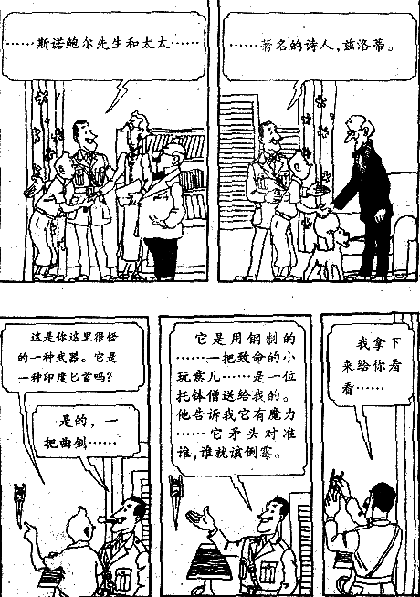 ……斯诺鲍尔先生和太太……
……著名的诗人，兹洛蒂。
这是你这里很怪
的一种武器。它是
一种印度匕首吗？
是的，一
把曲剑……
它是用钢制的
……一把致命的小
玩意儿……是一位
托钵僧送给我的。
他告诉我它有魔力
……它矛头对准
谁，谁就该倒霉。
我拿下
来给你看
看……